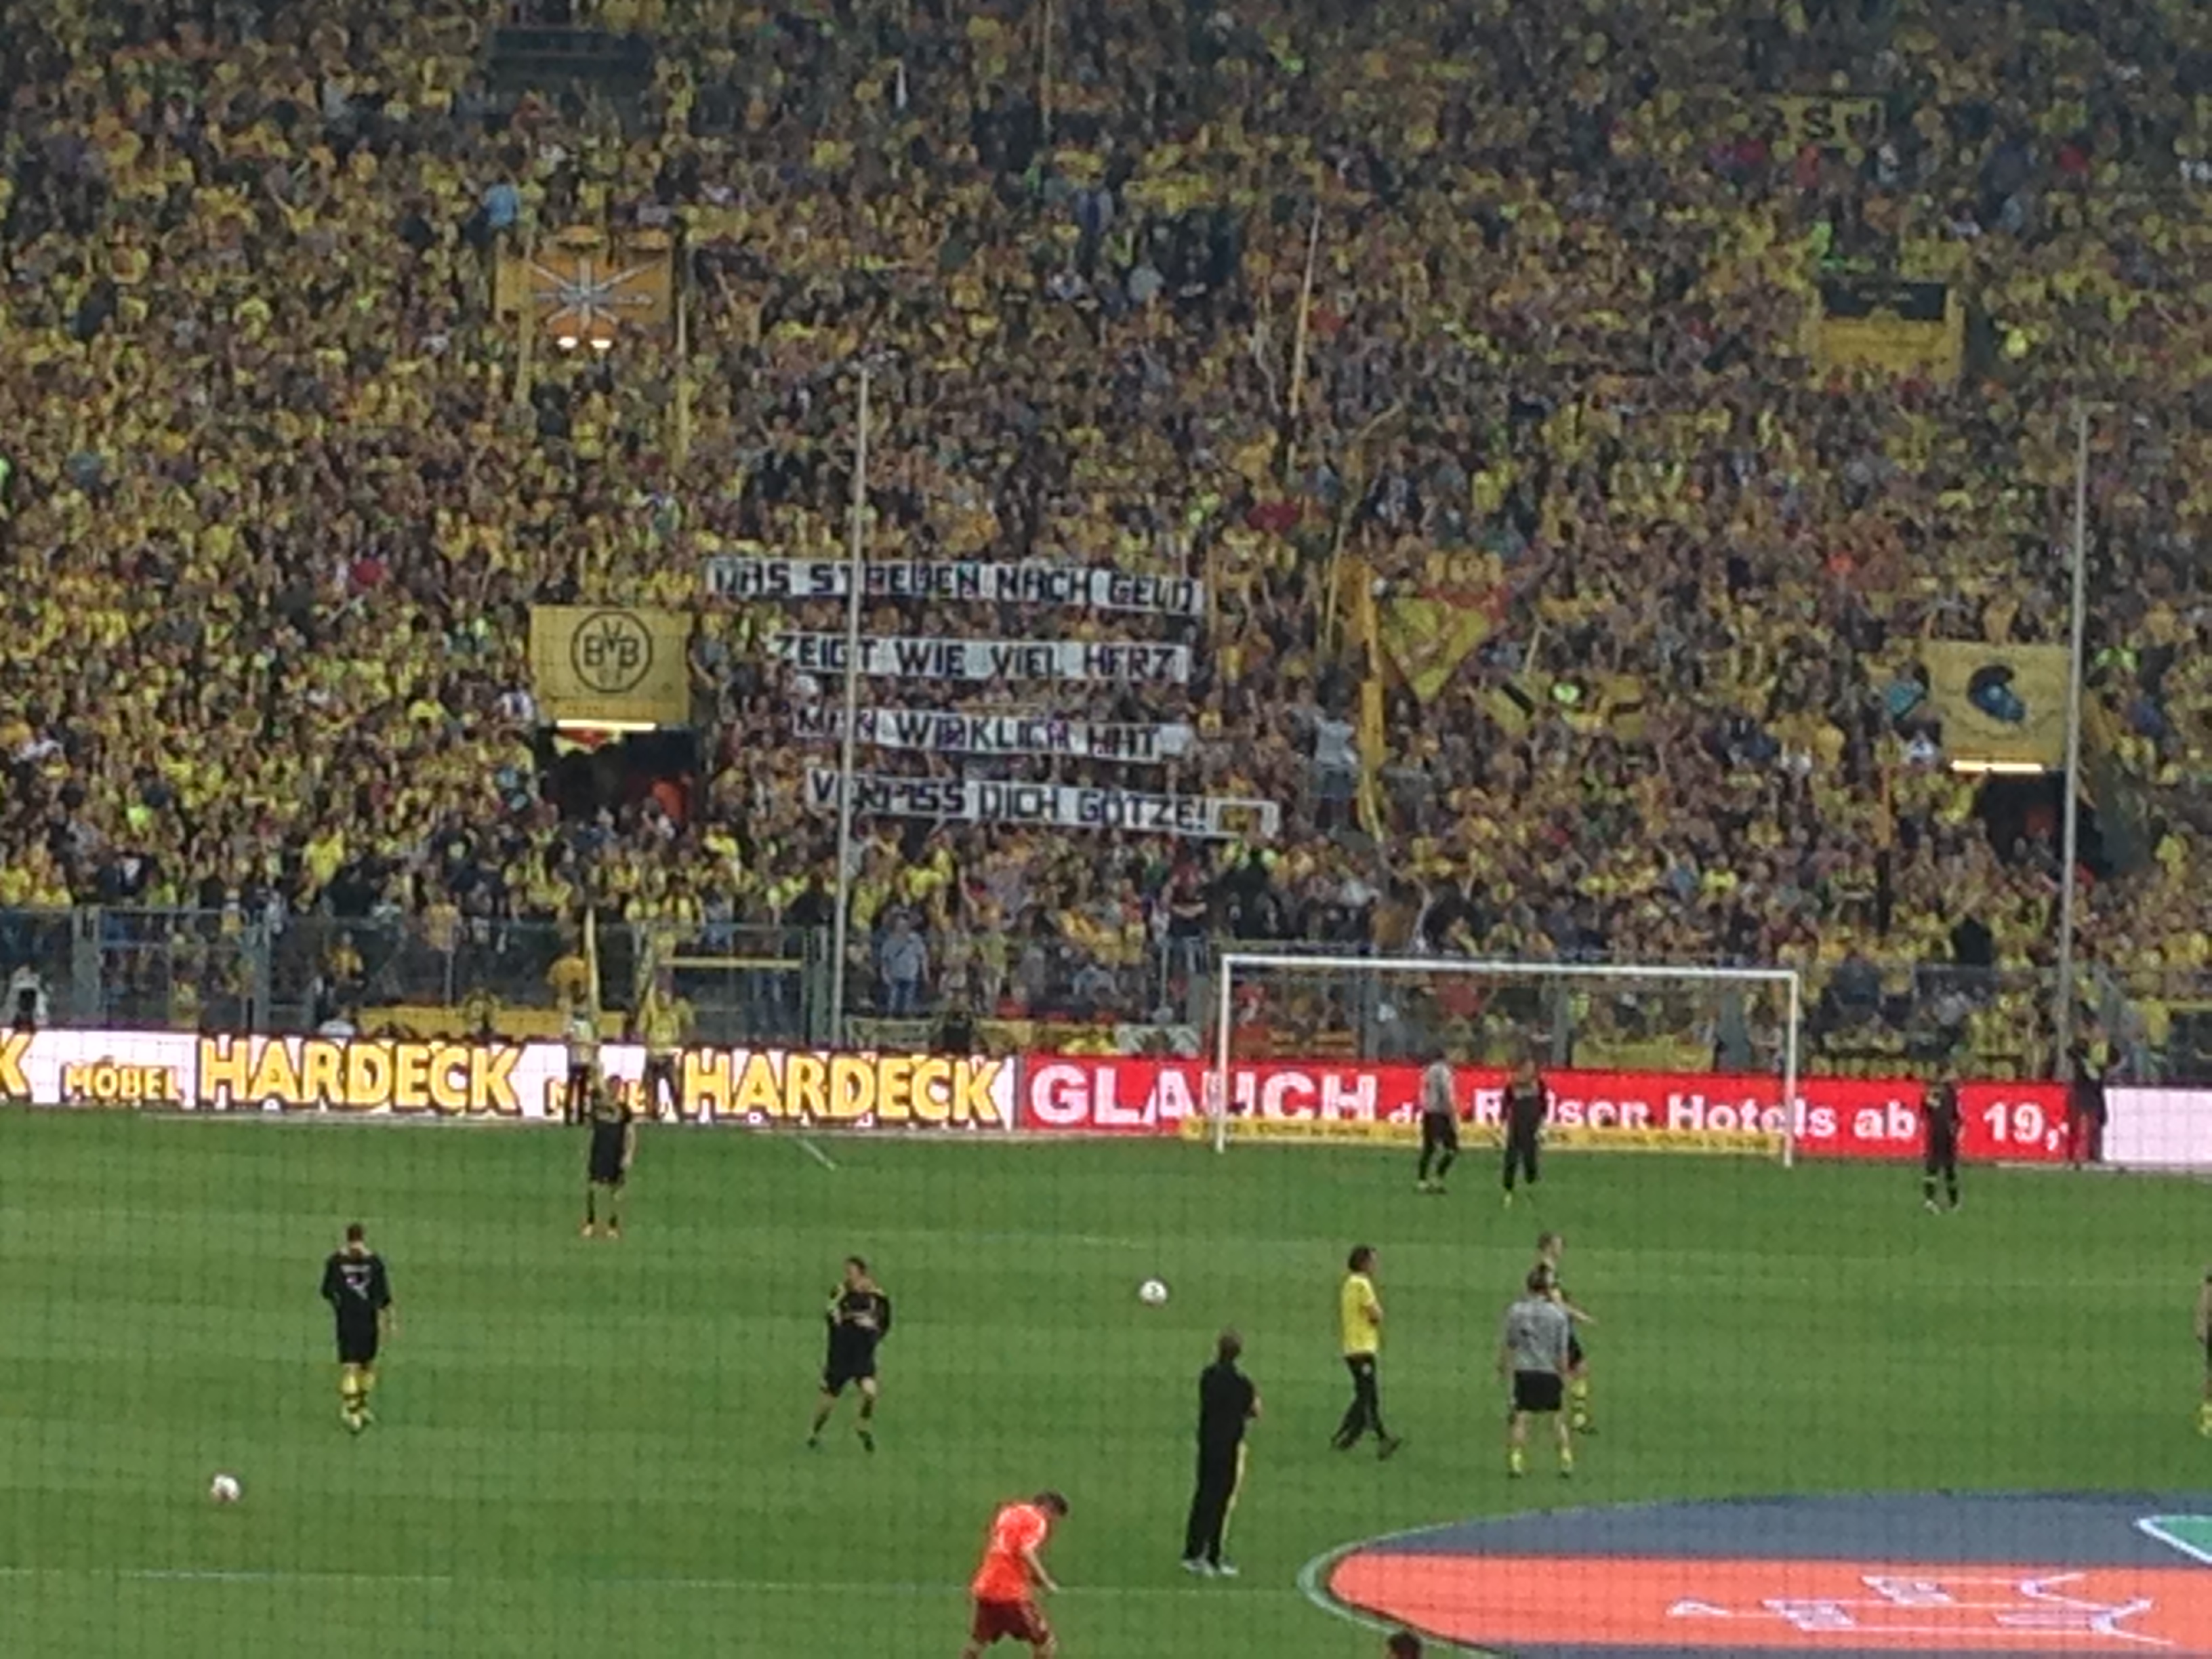 DAS STREBEN NACH GELD
BVB
ZEIGT WIE VIEL HERZ
MAN WIRKLICH HAT
VERPISS DICH GÖTZE!
MÖBEL HARDECK HARDECK GLAUCH Hotels ab 19,-